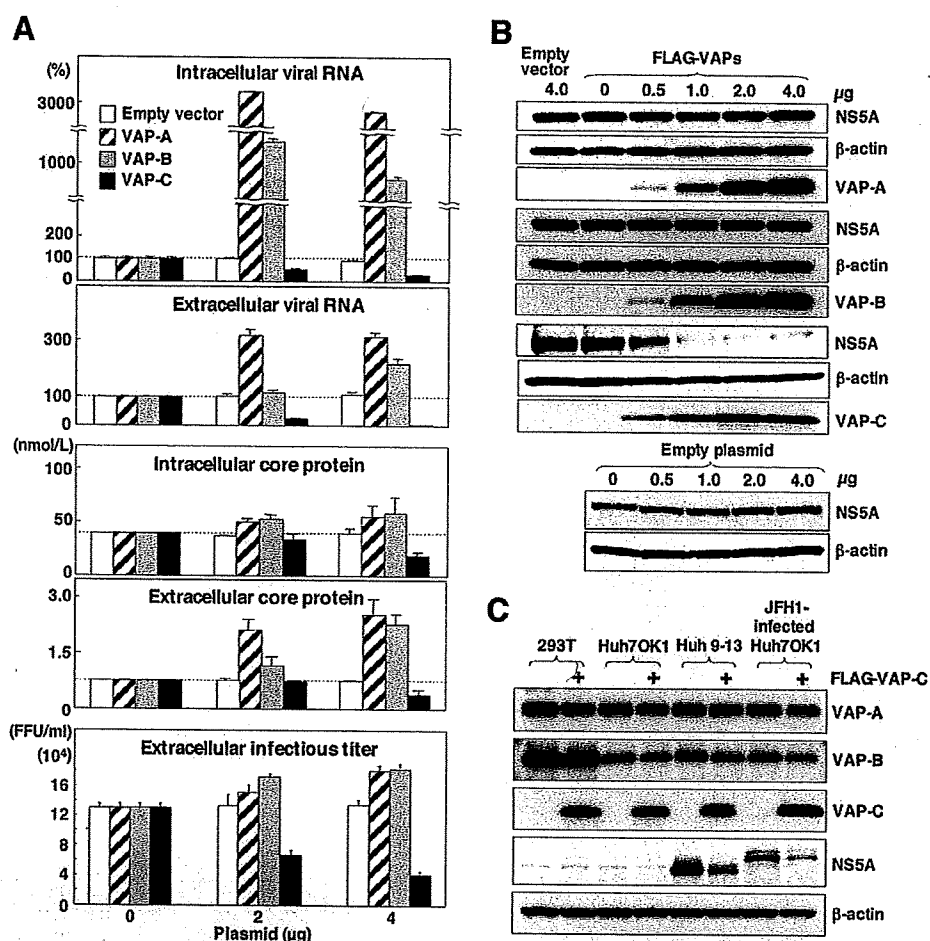 A
(%)
Intracellular viral RNA
3000
1000
200
100
0
Empty vector
VAP-A
VAP-B
VAP-C
Extracellular viral RNA
300
100
0
(nmol/L)
Intracellular core protein
100
50
0
Extracellular core protein
3.0
1.5
0
(FFU/ml)
(10⁴)
Extracellular infectious titer
16
12
8
4
0
0 2 4
Plasmid (µg)
B
Empty vector
FLAG-VAPs
4.0 0 0.5 1.0 2.0 4.0 µg
NS5A
β-actin
VAP-A
NS5A
β-actin
VAP-B
NS5A
β-actin
VAP-C
Empty plasmid
0 0.5 1.0 2.0 4.0 µg
NS5A
β-actin
C
293T Huh7OK1 Huh 9-13 JFH1-infected Huh7OK1
+ + + + FLAG-VAP-C
VAP-A
VAP-B
VAP-C
NS5A
β-actin